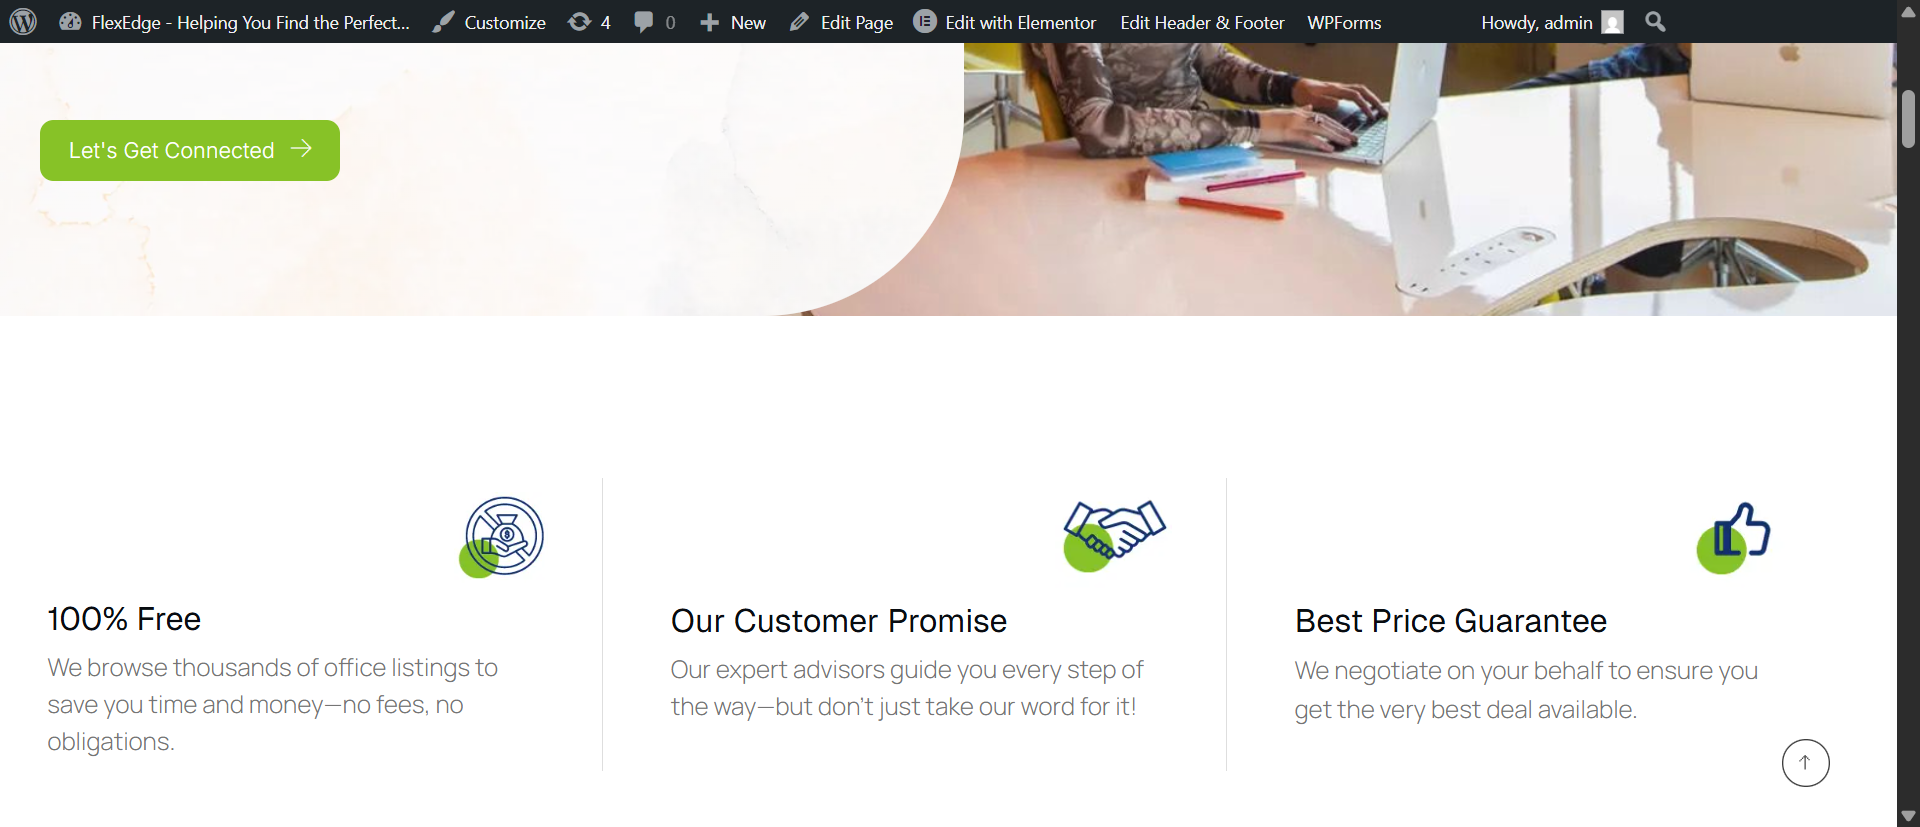 FlexEdge - Helping You Find the Perfect... Customize 4 0 New Edit Page Edit with Elementor Edit Header & Footer WPForms Howdy, admin
Let's Get Connected
100% Free
We browse thousands of office listings to
save you time and money—no fees, no
obligations.
Our Customer Promise
Our expert advisors guide you every step of
the way—but don’t just take our word for it!
Best Price Guarantee
We negotiate on your behalf to ensure you
get the very best deal available.